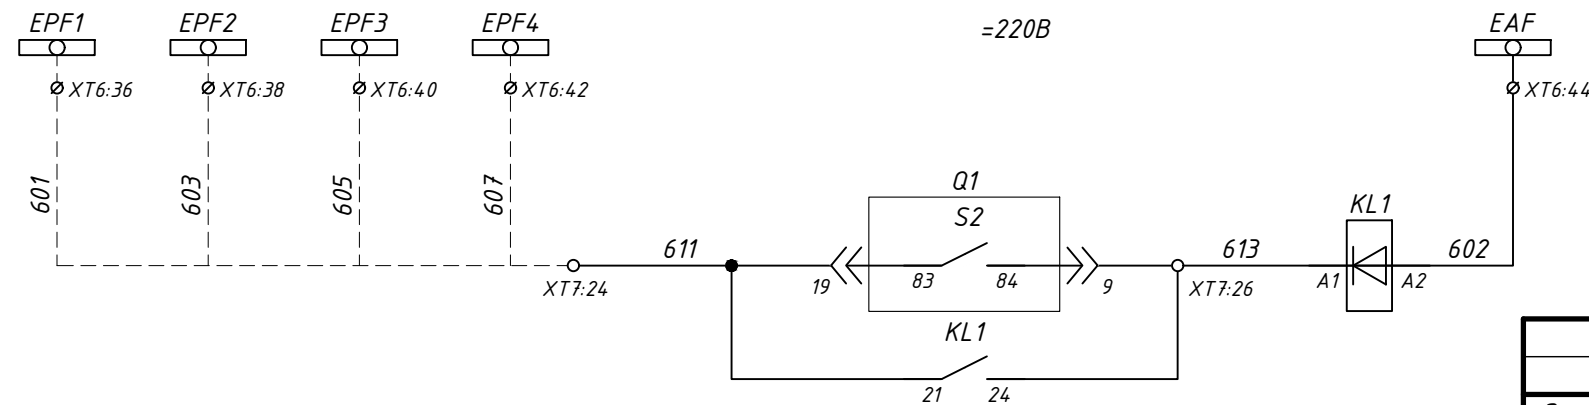 EPF1 EPF2 EPF3 EPF4 =220В EAF
XT6:36 XT6:38 XT6:40 XT6:42 XT6:44
601 603 605 607
Q1
S2 KL1
611 613 602
XT7:24 19 83 84 9 XT7:26 A1 A2
KL1
21 24